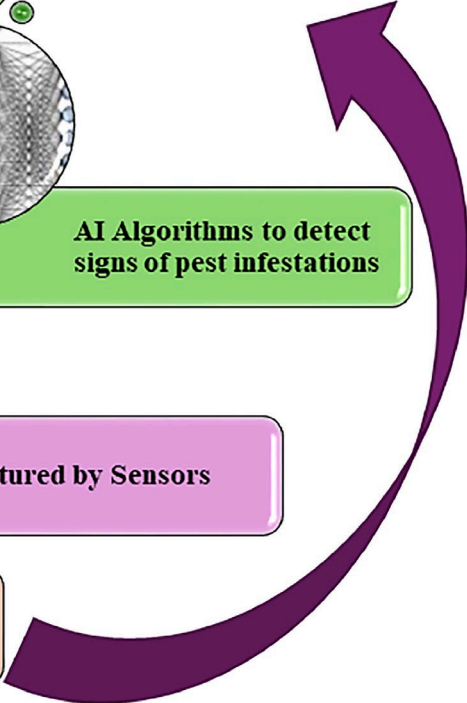 AI Algorithms to detect
signs of pest infestations
tured by Sensors